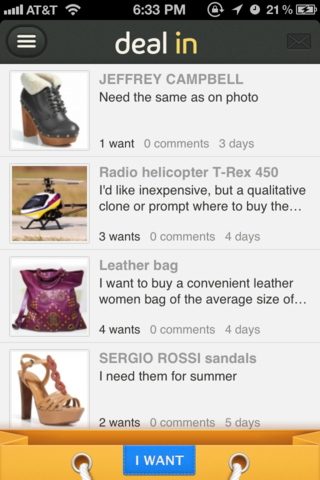 AT&T 6:33 PM 21%
deal in
JEFFREY CAMPBELL
Need the same as on photo
1 want 0 comments 3 days
Radio helicopter T-Rex 450
I'd like inexpensive, but a qualitative
clone or prompt where to buy the...
3 wants 0 comments 4 days
Leather bag
I want to buy a convenient leather
women bag of the average size of...
4 wants 0 comments 4 days
SERGIO ROSSI sandals
I need them for summer
2 wants 0 comments 5 days
I WANT